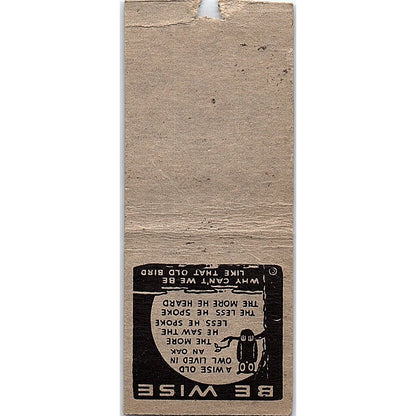 BE WISE
A WISE OLD
OWL LIVED IN
AN OAK
THE MORE
HE SAW THE
LESS HE SPOKE
THE LESS HE SPOKE
THE MORE HE HEARD
WHY CAN'T WE BE
LIKE THAT OLD BIRD
©